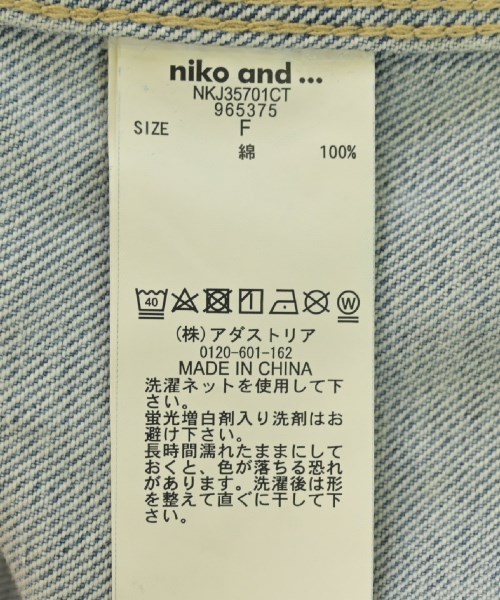 niko and ...
NKJ35701CT
965375
SIZE F
綿 100%
40 W
(株)アダストリア
0120-601-162
MADE IN CHINA
洗濯ネットを使用して下
さい。
蛍光増白剤入り洗剤はお
避け下さい。
長時間濡れたままにして
おくと、色が落ちる恐れ
があります。洗濯後は形
を整えて直ぐに干して下
さい。